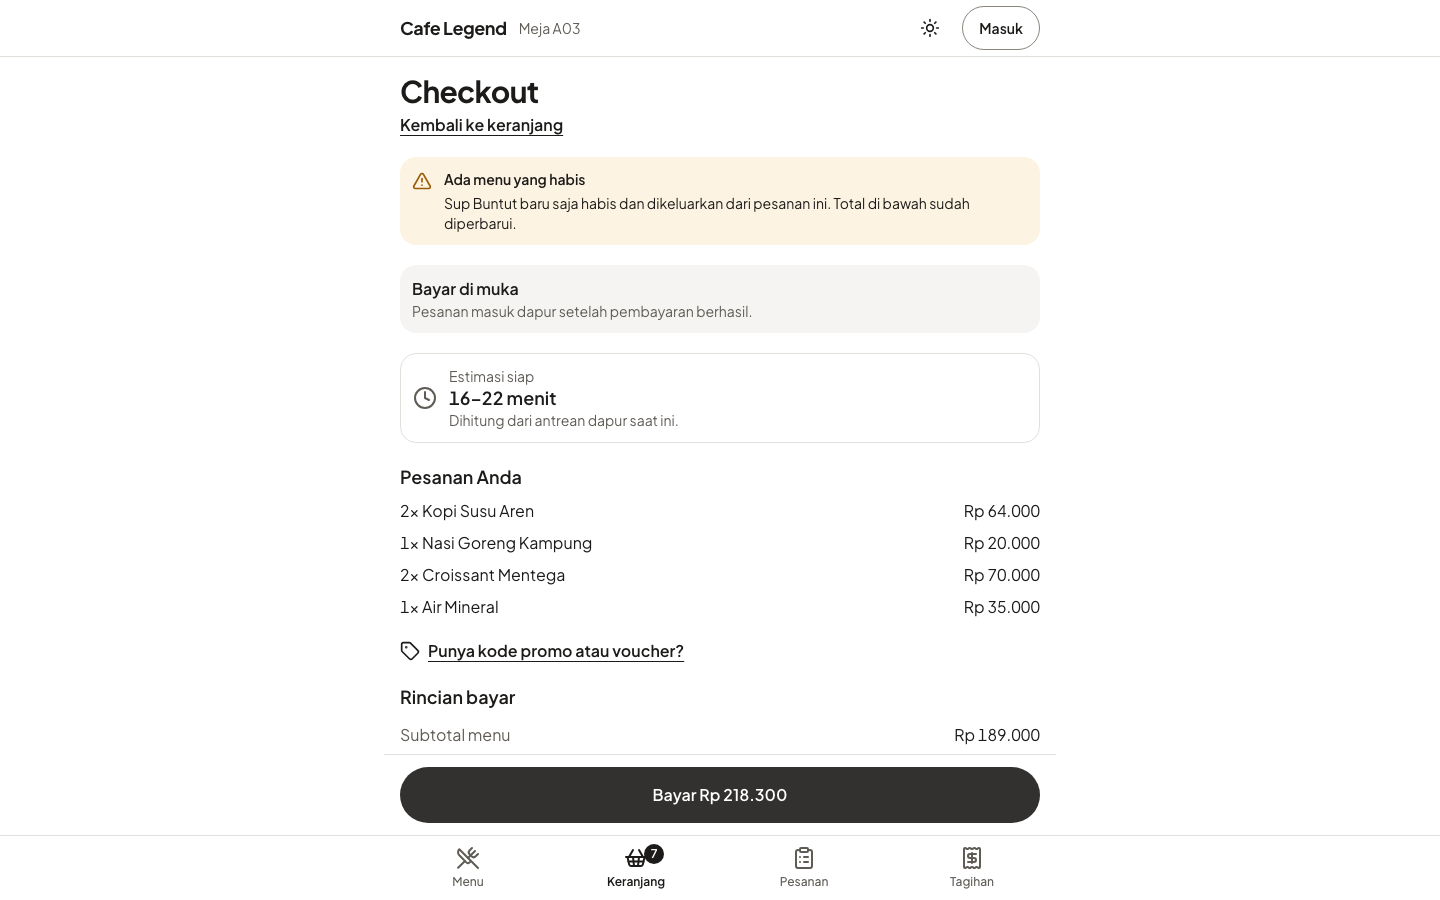 Cafe Legend Meja A03
Masuk
Checkout
Kembali ke keranjang
Ada menu yang habis
Sup Buntut baru saja habis dan dikeluarkan dari pesanan ini. Total di bawah sudah
diperbarui.
Bayar di muka
Pesanan masuk dapur setelah pembayaran berhasil.
Estimasi siap
16–22 menit
Dihitung dari antrean dapur saat ini.
Pesanan Anda
2× Kopi Susu Aren Rp 64.000
1× Nasi Goreng Kampung Rp 20.000
2× Croissant Mentega Rp 70.000
1× Air Mineral Rp 35.000
Punya kode promo atau voucher?
Rincian bayar
Subtotal menu Rp 189.000
Bayar Rp 218.300
7
Menu Keranjang Pesanan Tagihan